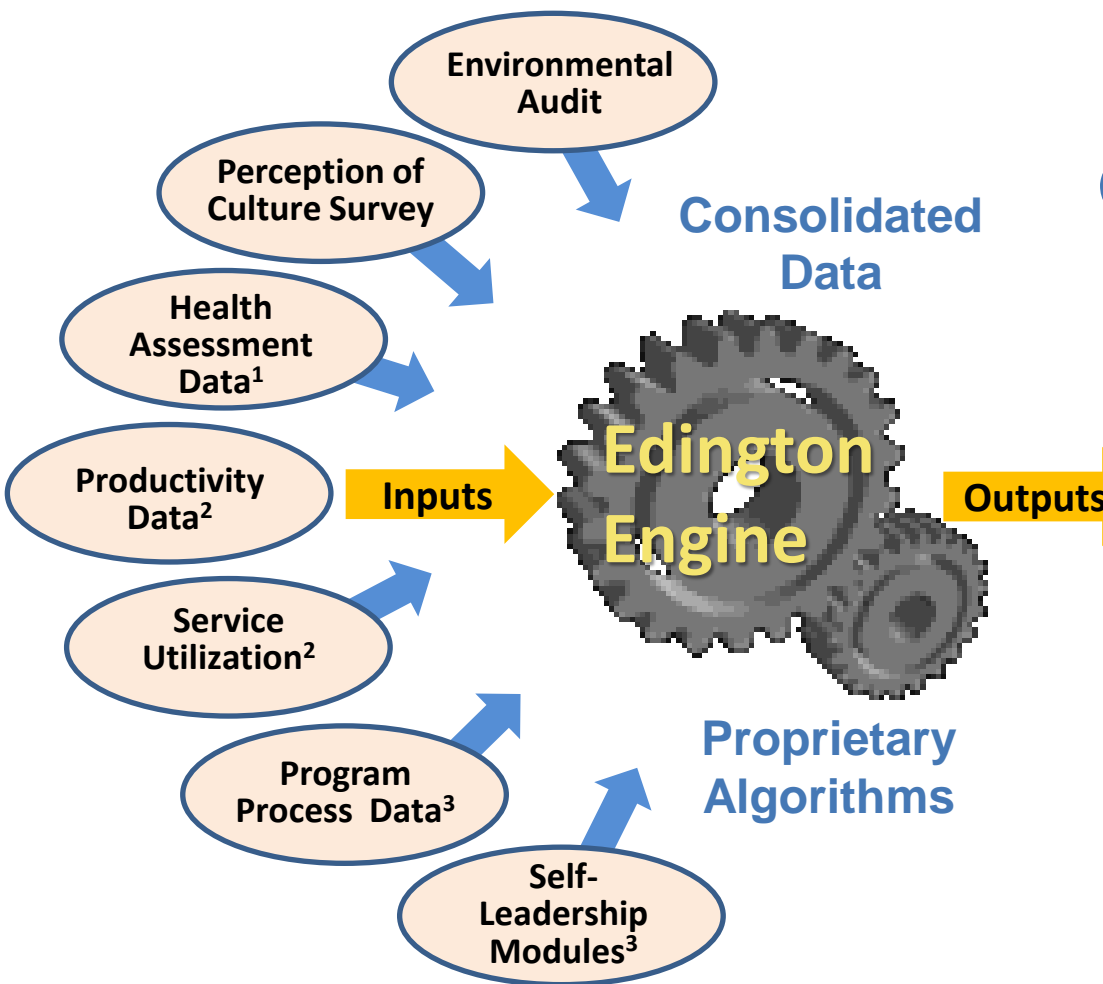 Environmental
Audit
Perception of
Culture Survey
Consolidated
Data
Health
Assessment
Data¹
Edington
Engine
Productivity
Data²
Inputs
Outputs
Service
Utilization²
Program
Process Data³
Proprietary
Algorithms
Self-
Leadership
Modules³